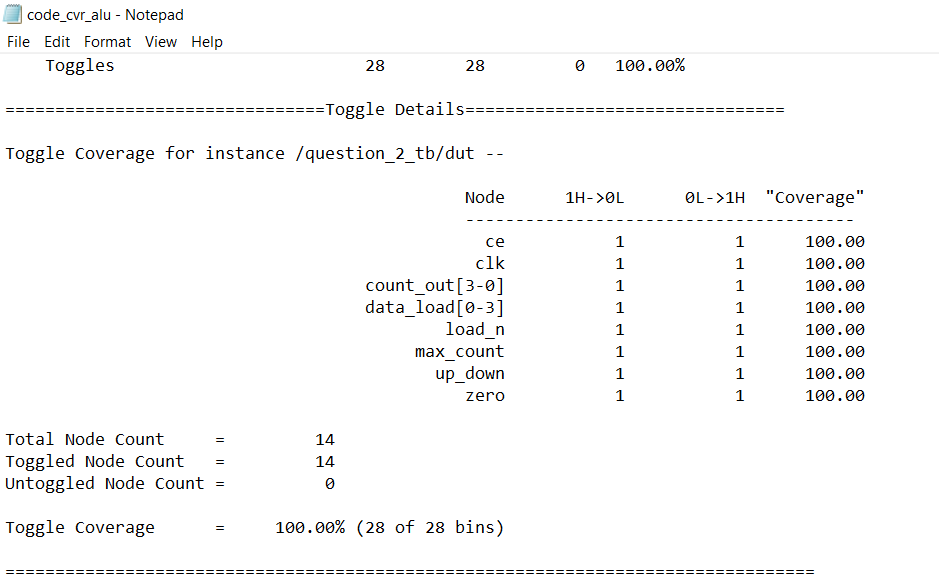 code_cvr_alu - Notepad
File Edit Format View Help
Toggles 28 28 0 100.00%
================================Toggle Details================================
Toggle Coverage for instance /question_2_tb/dut --
Node 1H->0L 0L->1H "Coverage"
---------------------------------------
ce 1 1 100.00
clk 1 1 100.00
count_out[3-0] 1 1 100.00
data_load[0-3] 1 1 100.00
load_n 1 1 100.00
max_count 1 1 100.00
up_down 1 1 100.00
zero 1 1 100.00
Total Node Count = 14
Toggled Node Count = 14
Untoggled Node Count = 0
Toggle Coverage = 100.00% (28 of 28 bins)
=================================================================================